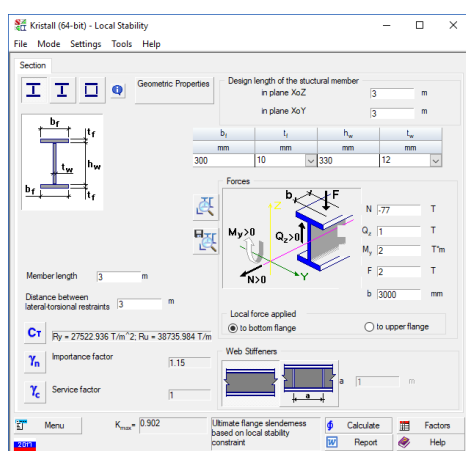 Kristall (64-bit) - Local Stability
File Mode Settings Tools Help
Section
Geometric Properties
Design length of the stuctural member
in plane XoZ 3 m
in plane XoY 3 m
bf tf hw tw
mm mm mm mm
300 10 330 12
bf
tf
tw
hw
bf
tf
Forces
b
F
Z
My>0
Qz>0
N>0
Y
N -77 T
Qz 1 T
My 2 T*m
F 2 T
b 3000 mm
Member length 3 m
Distance between
lateral-torsional restraints 3 m
Local force applied
to bottom flange to upper flange
Cт Ry = 27522.936 T/m^2; Ru = 38735.984 T/m
γn Importance factor 1.15
γc Service factor 1
Web Stiffeners
a
a 1 m
Menu
Kmax= 0.902
Ultimate flange slenderness
based on local stability
constraint
Calculate
Factors
Report
Help